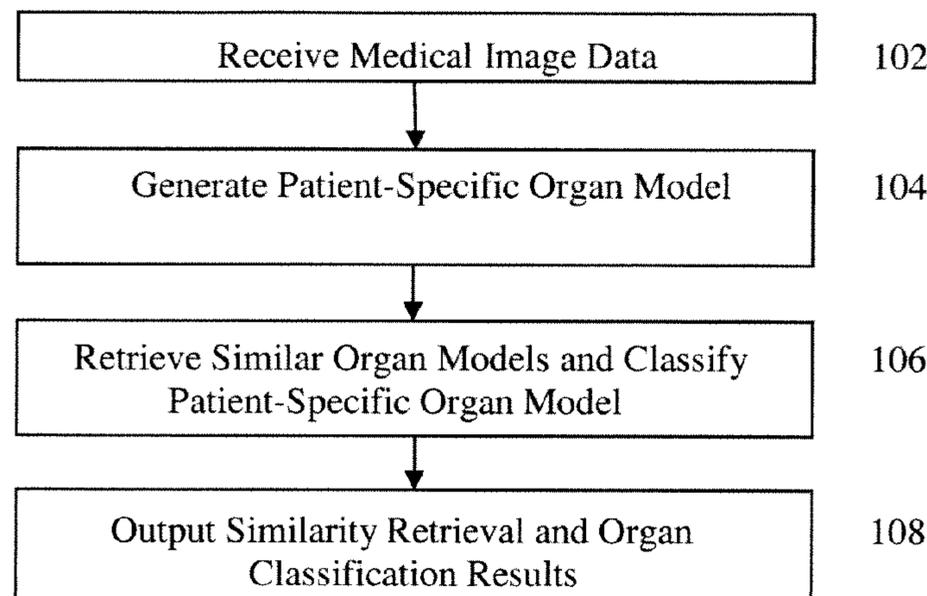 Receive Medical Image Data 102
Generate Patient-Specific Organ Model 104
Retrieve Similar Organ Models and Classify 106
Patient-Specific Organ Model
Output Similarity Retrieval and Organ 108
Classification Results